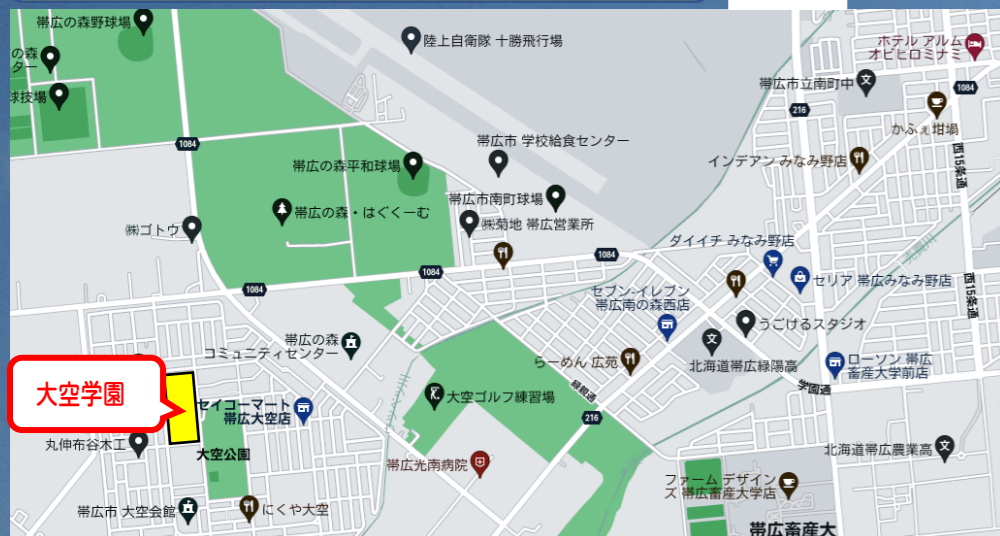 帯広の森野球場
の森
ター
球技場
陸上自衛隊 十勝飛行場
ホテル アルム
オビヒロミナミ
帯広市立南町中
1084
216
かふぇ 坩堝
1084
帯広市 学校給食センター
西15条通
帯広の森平和球場
インデアン みなみ野店
帯広市南町球場
帯広の森・はぐくーむ
㈱菊地 帯広営業所
㈱ゴトウ
ダイイチ みなみ野店
1084
1084
1084
セリア 帯広みなみ野店
西15条通
セブン-イレブン
帯広南の森西店
うごけるスタジオ
帯広の森
コミュニティセンター
らーめん 広苑
北海道帯広緑陽高
ローソン 帯広
畜産大学前店
学園通
緑親通
216
大空学園
セイコーマート
帯広大空店
大空ゴルフ練習場
丸伸布谷木工
大空公園
帯広光南病院
北海道帯広農業高
ファーム デザイン
ズ 帯広畜産大学店
帯広市 大空会館
にくや大空
帯広畜産大